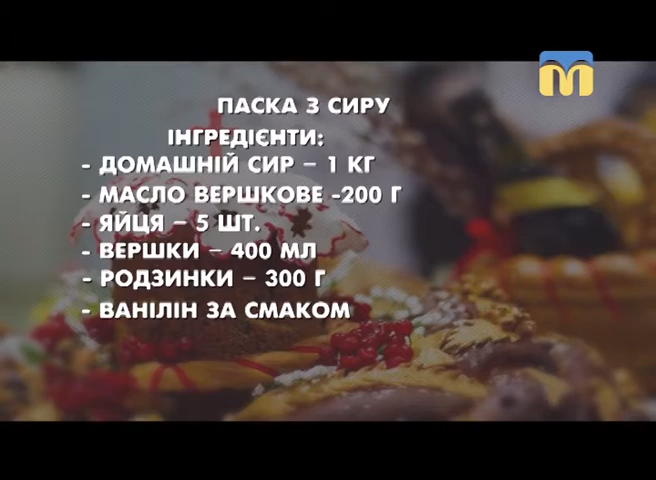 ПАСКА З СИРУ
ІНГРЕДІЄНТИ:
- ДОМАШНІЙ СИР – 1 КГ
- МАСЛО ВЕРШКОВЕ -200 Г
- ЯЙЦЯ – 5 ШТ.
- ВЕРШКИ – 400 МЛ
- РОДЗИНКИ – 300 Г
- ВАНІЛІН ЗА СМАКОМ